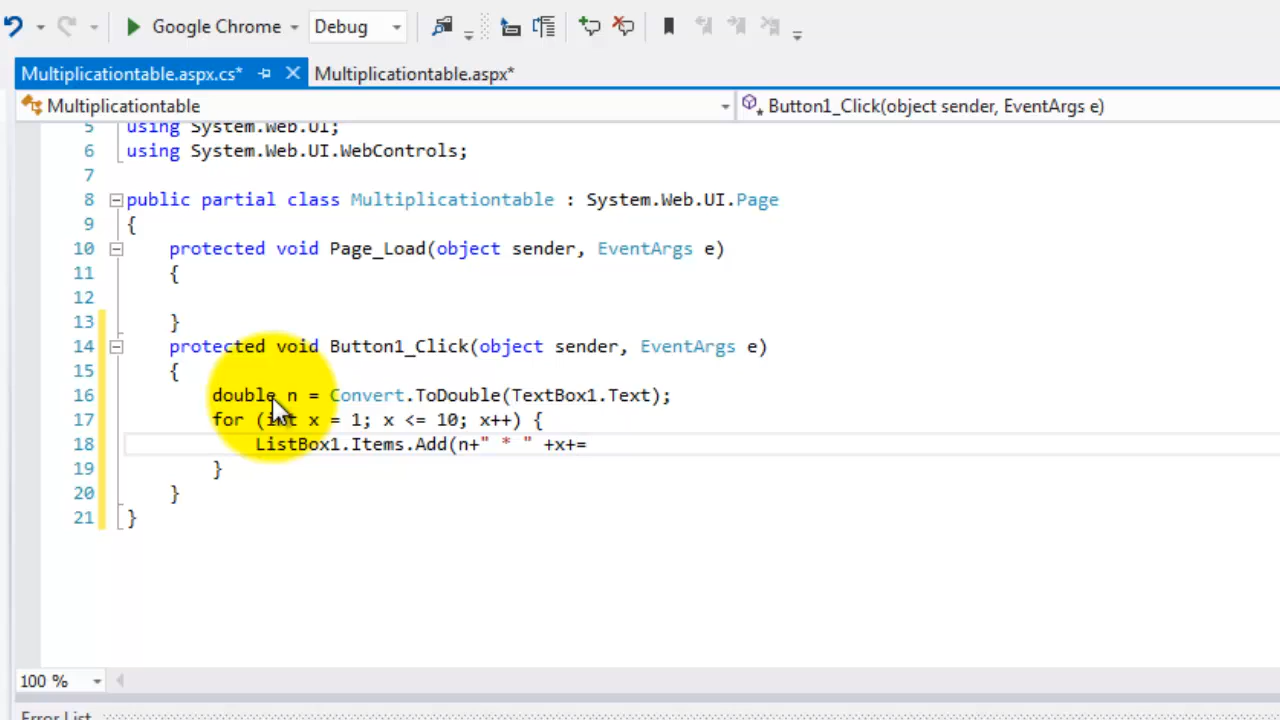 Google Chrome Debug
Multiplicationtable.aspx.cs* Multiplicationtable.aspx*
Multiplicationtable Button1_Click(object sender, EventArgs e)
5 using System.Web.UI;
6 using System.Web.UI.WebControls;
7
8 public partial class Multiplicationtable : System.Web.UI.Page
9 {
10 protected void Page_Load(object sender, EventArgs e)
11 {
12
13 }
14 protected void Button1_Click(object sender, EventArgs e)
15 {
16 double n = Convert.ToDouble(TextBox1.Text);
17 for (int x = 1; x <= 10; x++) {
18 ListBox1.Items.Add(n+" * " +x+=
19 }
20 }
21 }
100 %
Error List